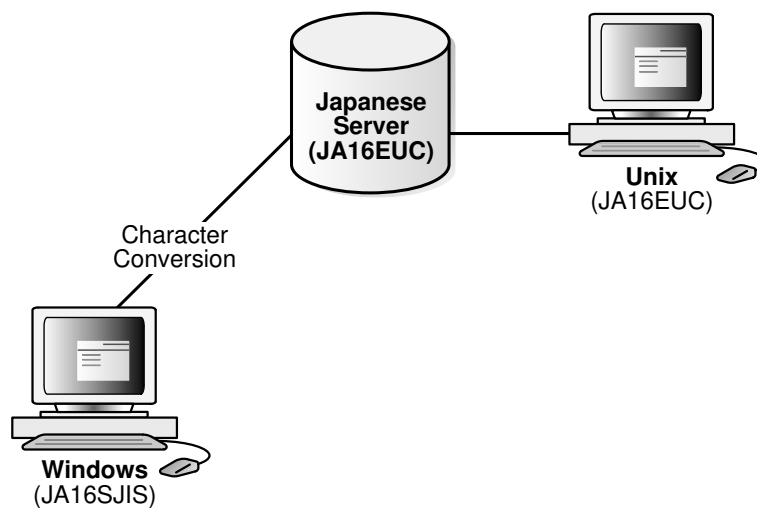 Japanese
Server
(JA16EUC)
Unix
(JA16EUC)
Character
Conversion
Windows
(JA16SJIS)